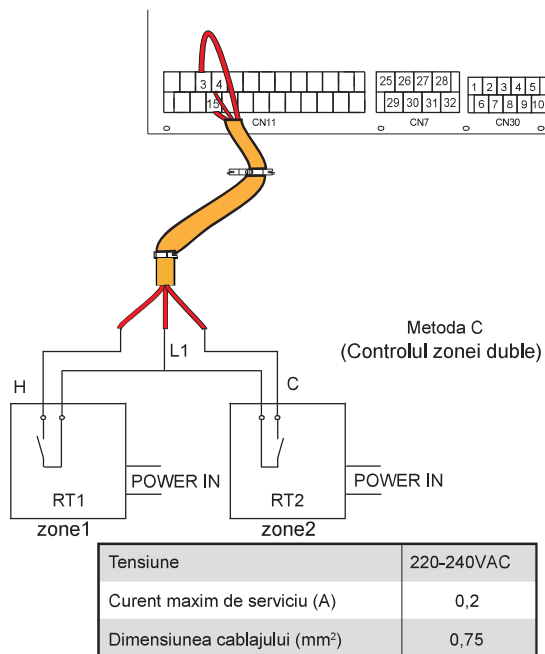 25 26 27 28
3 4
1 2 3 4 5
15
29 30 31 32
6 7 8 9 10
CN11
CN7
CN30
Metoda C
(Controlul zonei duble)
L1
H
C
POWER IN
POWER IN
RT1
RT2
zone1
zone2
Tensiune 220-240VAC
Curent maxim de serviciu (A) 0,2
Dimensiunea cablajului (mm²) 0,75